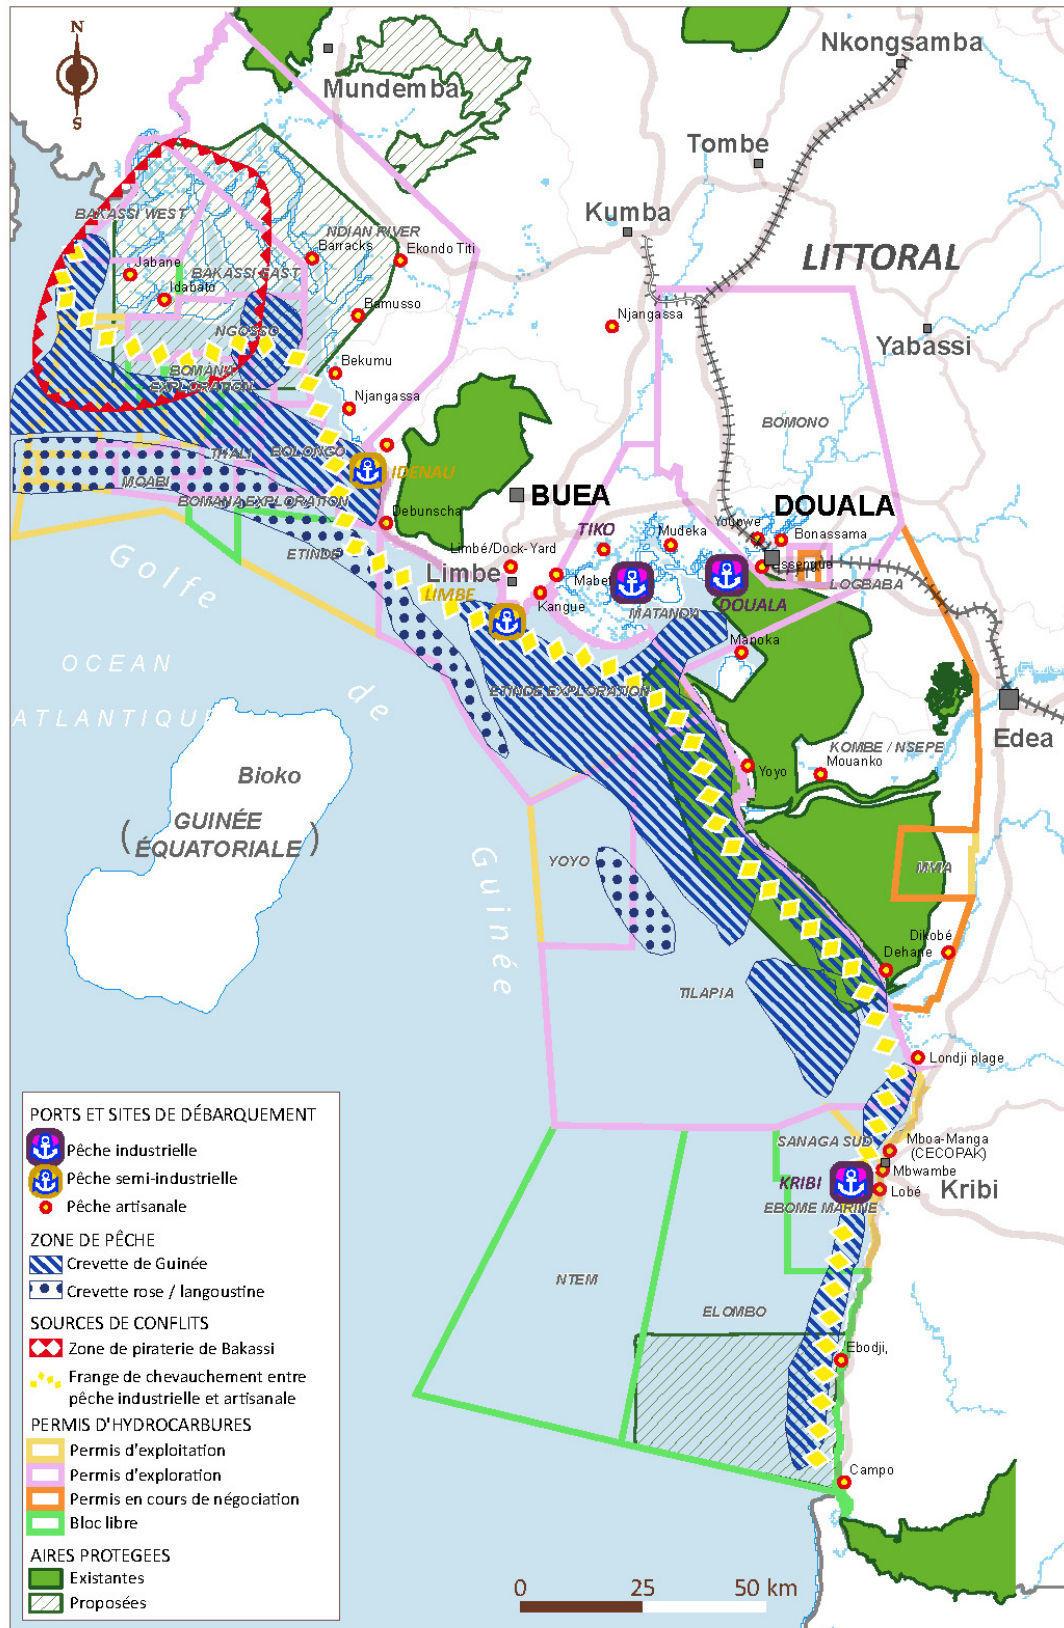 N
S
Nkongsamba
Mundemba
Tombe
Kumba
BAKASSI WEST
NDIAN RIVER
LITTORAL
Barracks
Ekondo Titi
Jabane
BAKASSI EAST
Idabato
Bamusso
Njangassa
NGOSSO
Yabassi
Bekumu
BOMANA
EXPLORATION
Njangassa
BOMONO
THALI
BOLONGO
IDENAU
MOABI
BOMANA EXPLORATION
BUEA
DOUALA
Debunscha
TIKO
Mudeka
Youpwe
Bonassama
ETINDE
Limbé/Dock-Yard
Limbe
Essengue
LOGBABA
LIMBE
Kangue
MATANDA
DOUALA
Golfe
de
Guinée
OCEAN
ATLANTIQUE
Manoka
ETINDE EXPLORATION
Edea
KOMBE / NSEPE
Bioko
Yoyo
Mouanko
(GUINÉE
ÉQUATORIALE)
YOYO
MVIA
Dikobé
Dehane
TILAPIA
Londji plage
SANAGA SUD
Mboa-Manga
(CECOPAK)
KRIBI
Mbwambe
Kribi
Lobé
EBOME MARINE
NTEM
ELOMBO
Ebodji,
Campo
PORTS ET SITES DE DÉBARQUEMENT
Pêche industrielle
Pêche semi-industrielle
Pêche artisanale
ZONE DE PÊCHE
Crevette de Guinée
Crevette rose / langoustine
SOURCES DE CONFLITS
Zone de piraterie de Bakassi
Frange de chevauchement entre
pêche industrielle et artisanale
PERMIS D'HYDROCARBURES
Permis d'exploitation
Permis d'exploration
Permis en cours de négociation
Bloc libre
AIRES PROTEGEES
Existantes
Proposées
0 25 50 km